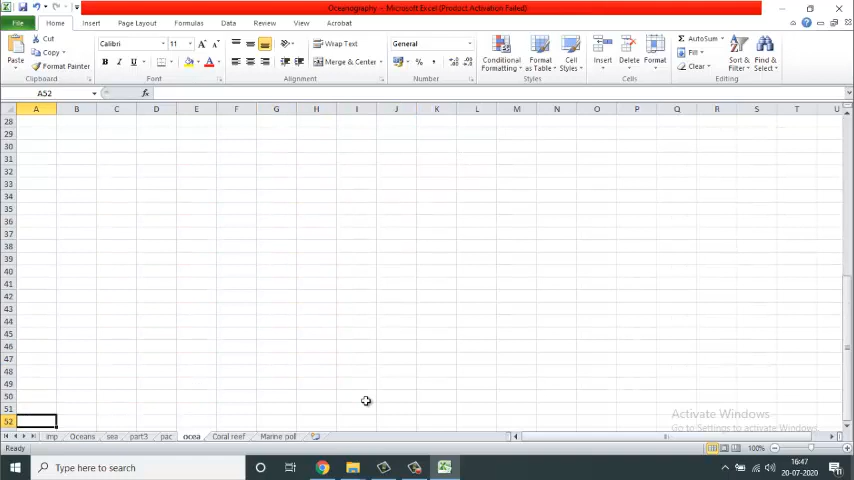 Oceanography - Microsoft Excel (Product Activation Failed)
File Home Insert Page Layout Formulas Data Review View Acrobat
Cut
Copy
Format Painter
Paste
Clipboard
Calibri 11
B I U
Font
Wrap Text
Merge & Center
Alignment
General
$ % ,
Number
Conditional Formatting
Format as Table
Cell Styles
Styles
Insert Delete Format
Cells
AutoSum
Fill
Clear
Sort & Filter
Find & Select
Editing
A52 fx
A B C D E F G H I J K L M N O P Q R S T U
28
29
30
31
32
33
34
35
36
37
38
39
40
41
42
43
44
45
46
47
48
49
50
51
52
Activate Windows
Go to Settings to activate Windows.
imp Oceans sea part3 pac ocea Coral reef Marine poll
Ready 100%
Type here to search
16:47
20-07-2020